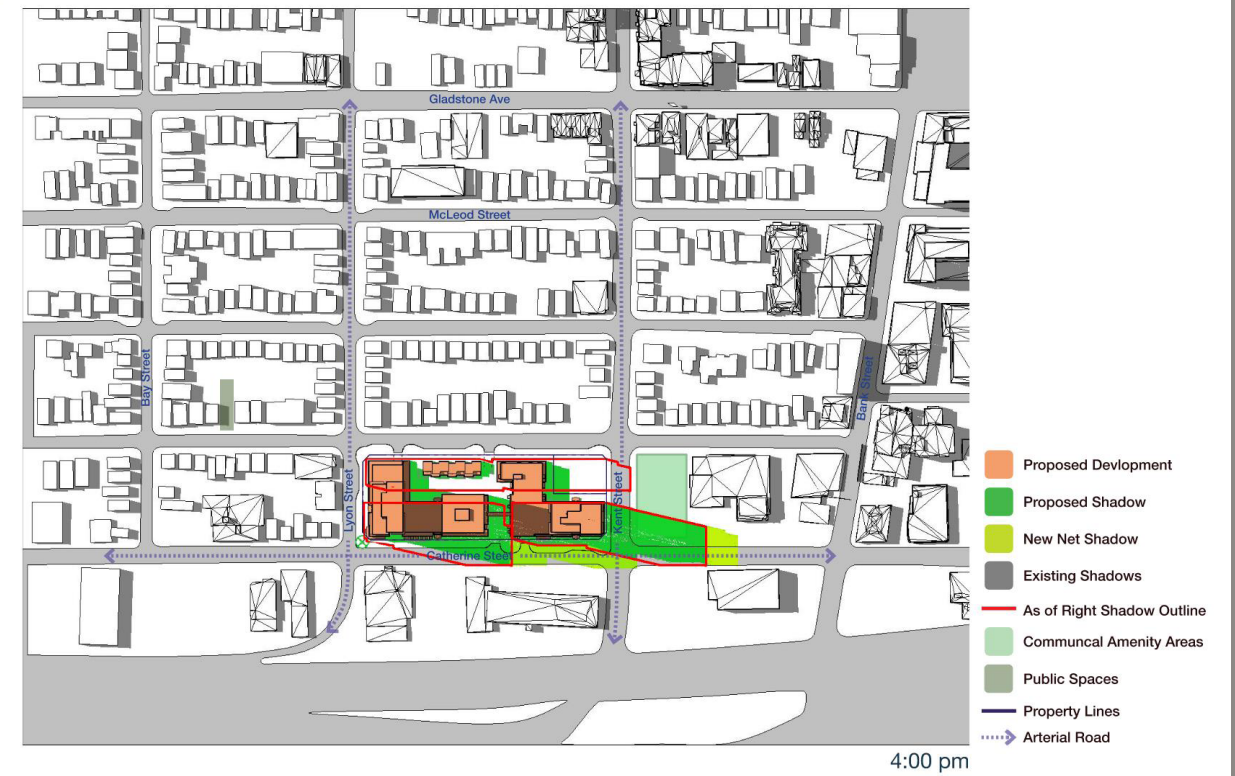 Gladstone Ave
McLeod Street
Bay Street
Bank Street
Lyon Street
Kent Street
Catherine Steet
Proposed Devlopment
Proposed Shadow
New Net Shadow
Existing Shadows
As of Right Shadow Outline
Communcal Amenity Areas
Public Spaces
Property Lines
Arterial Road
4:00 pm